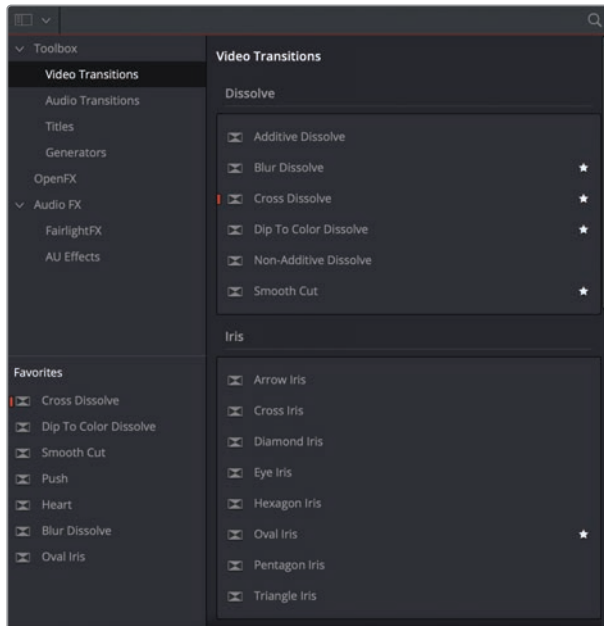 Toolbox
Video Transitions
Audio Transitions
Titles
Generators
OpenFX
Audio FX
FairlightFX
AU Effects
Favorites
Cross Dissolve
Dip To Color Dissolve
Smooth Cut
Push
Heart
Blur Dissolve
Oval Iris
Video Transitions
Dissolve
Additive Dissolve
Blur Dissolve
Cross Dissolve
Dip To Color Dissolve
Non-Additive Dissolve
Smooth Cut
Iris
Arrow Iris
Cross Iris
Diamond Iris
Eye Iris
Hexagon Iris
Oval Iris
Pentagon Iris
Triangle Iris